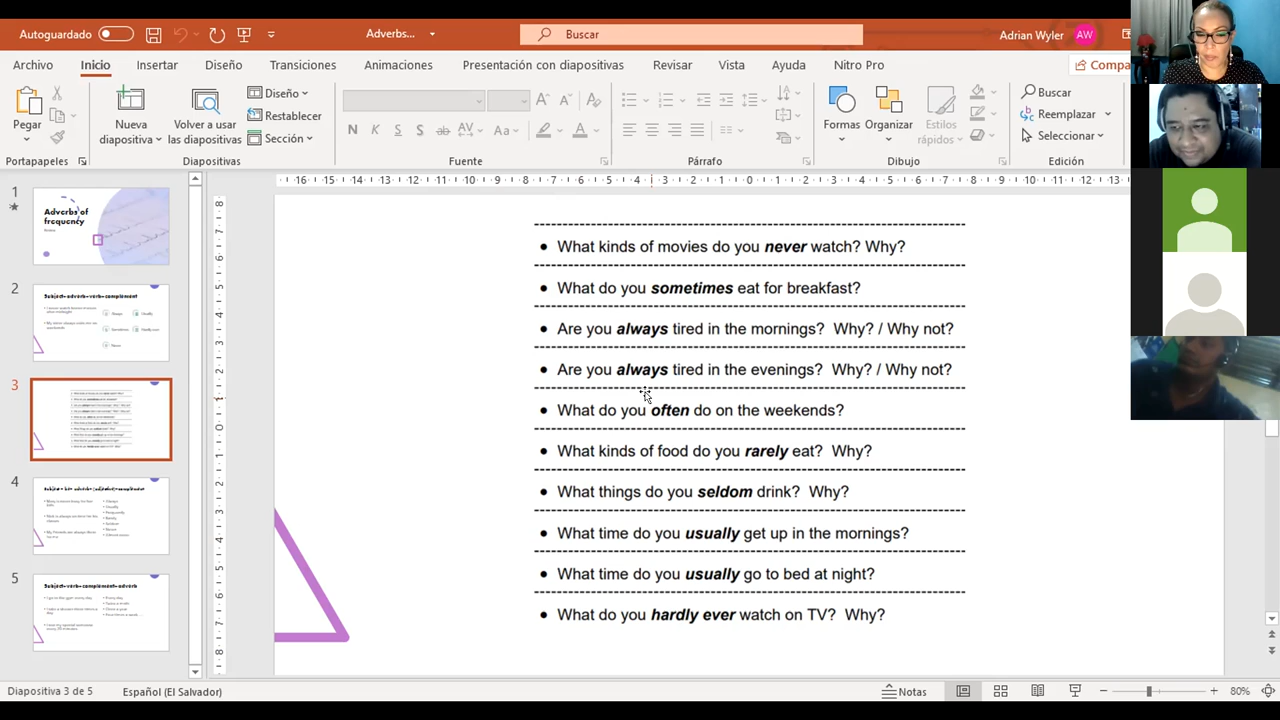 Autoguardado
Adverbs...
Buscar
Adrian Wyler
AW
Archivo
Inicio
Insertar
Diseño
Transiciones
Animaciones
Presentación con diapositivas
Revisar
Vista
Ayuda
Nitro Pro
Compa
Pegar
Nueva
diapositiva
Volver a usar
las diapositivas
Diseño
Restablecer
Sección
Formas
Organizar
Estilos
rápidos
Buscar
Reemplazar
Seleccionar
Portapapeles
Diapositivas
Fuente
Párrafo
Dibujo
Edición
1
Adverbs of
frequency
2
Subject+adverb+verb+complement
3
4
5
Subject+verb+complement+adverb
• What kinds of movies do you never watch? Why?
• What do you sometimes eat for breakfast?
• Are you always tired in the mornings? Why? / Why not?
• Are you always tired in the evenings? Why? / Why not?
• What do you often do on the weekends?
• What kinds of food do you rarely eat? Why?
• What things do you seldom drink? Why?
• What time do you usually get up in the mornings?
• What time do you usually go to bed at night?
• What do you hardly ever watch on TV? Why?
Diapositiva 3 de 5
Español (El Salvador)
Notas
80%